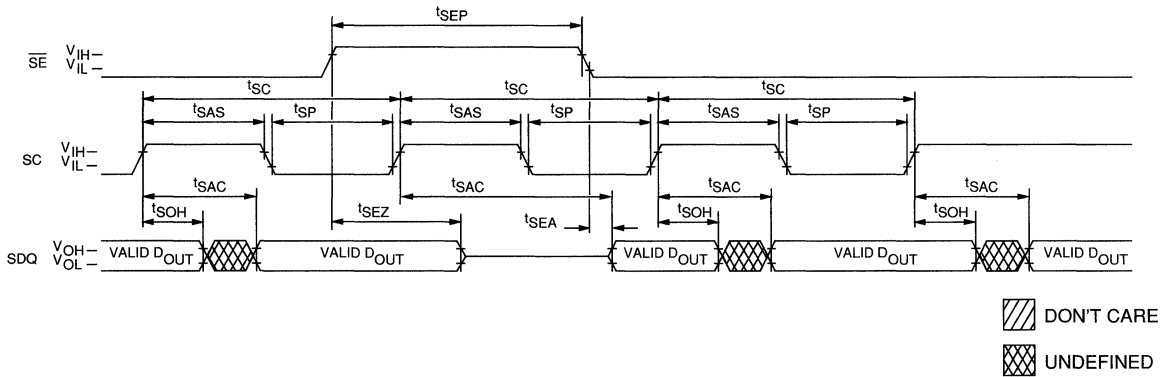 tSEP
SE VIH
VIL
tSC tSC tSC
tSAS tSP tSAS tSP tSAS tSP
SC VIH
VIL
tSAC tSAC tSAC tSAC
tSOH tSEZ tSEA tSOH tSOH
SDQ VOH
VOL
VALID DOUT VALID DOUT VALID DOUT VALID DOUT VALID DOUT
DON'T CARE
UNDEFINED